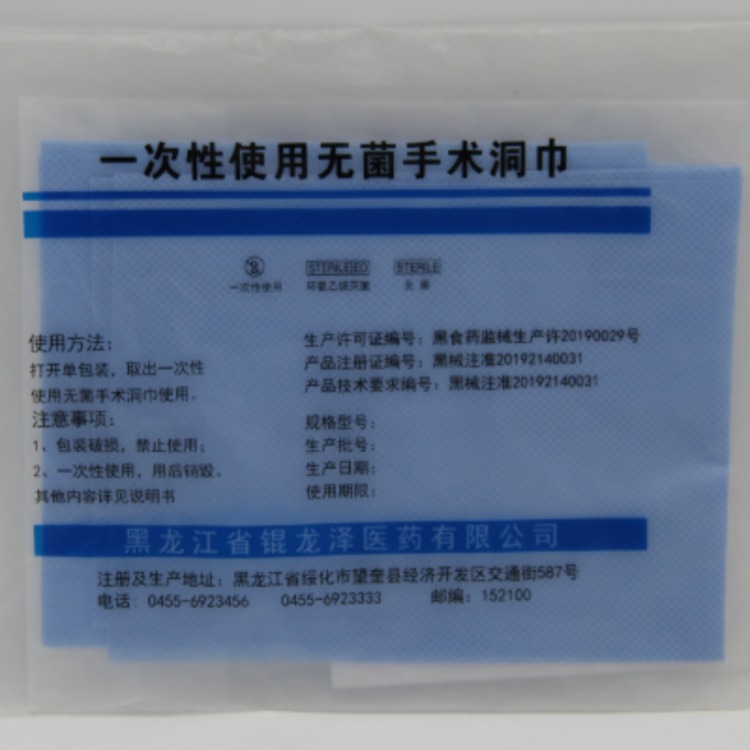 一次性使用无菌手术洞巾
一次性使用 STERILE EO STERILE
环氧乙烷灭菌 无菌
使用方法:
打开单包装,取出一次性
使用无菌手术洞巾使用。
注意事项:
1、包装破损,禁止使用;
2、一次性使用,用后销毁。
其他内容详见说明书
生产许可证编号:黑食药监械生产许20190029号
产品注册证编号:黑械注准20192140031
产品技术要求编号:黑械注准20192140031
规格型号:
生产批号:
生产日期:
使用期限:
黑龙江省锟龙泽医药有限公司
注册及生产地址:黑龙江省绥化市望奎县经济开发区交通街587号
电话:0455-6923456 0455-6923333 邮编:152100